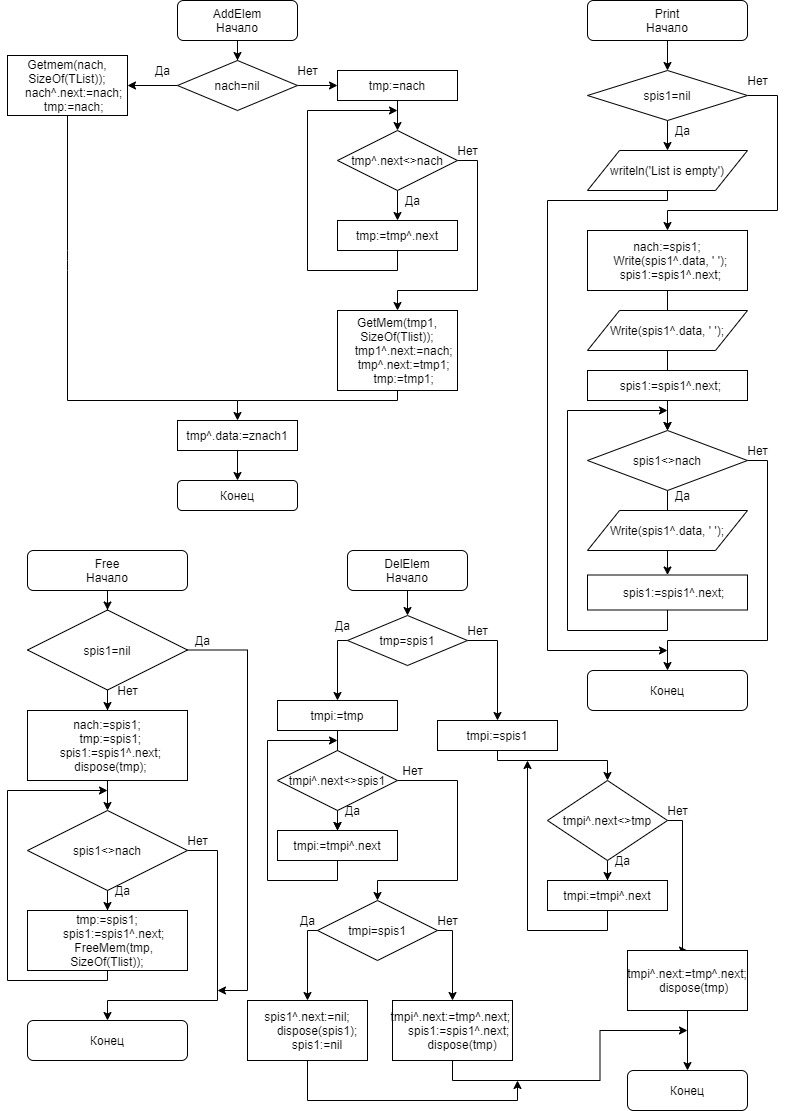 AddElem
Начало
nach=nil
Да
Нет
Getmem(nach,
SizeOf(TList));
nach^.next:=nach;
tmp:=nach;
tmp:=nach
tmp^.next<>nach
Нет
Да
tmp:=tmp^.next
GetMem(tmp1,
SizeOf(Tlist));
tmp1^.next:=nach;
tmp^.next:=tmp1;
tmp:=tmp1;
tmp^.data:=znach1
Конец
Print
Начало
spis1=nil
Нет
Да
writeln('List is empty')
nach:=spis1;
Write(spis1^.data, ' ');
spis1:=spis1^.next;
Write(spis1^.data, ' ');
spis1:=spis1^.next;
spis1<>nach
Нет
Да
Write(spis1^.data, ' ');
spis1:=spis1^.next;
Конец
Free
Начало
spis1=nil
Да
Нет
nach:=spis1;
tmp:=spis1;
spis1:=spis1^.next;
dispose(tmp);
spis1<>nach
Нет
Да
tmp:=spis1;
spis1:=spis1^.next;
FreeMem(tmp,
SizeOf(Tlist));
Конец
DelElem
Начало
tmp=spis1
Да
Нет
tmpi:=tmp
tmpi^.next<>spis1
Нет
Да
tmpi:=tmpi^.next
tmpi=spis1
Да
Нет
spis1^.next:=nil;
dispose(spis1);
spis1:=nil
tmpi^.next:=tmp^.next;
spis1:=spis1^.next;
dispose(tmp)
tmpi:=spis1
tmpi^.next<>tmp
Нет
Да
tmpi:=tmpi^.next
tmpi^.next:=tmp^.next;
dispose(tmp)
Конец